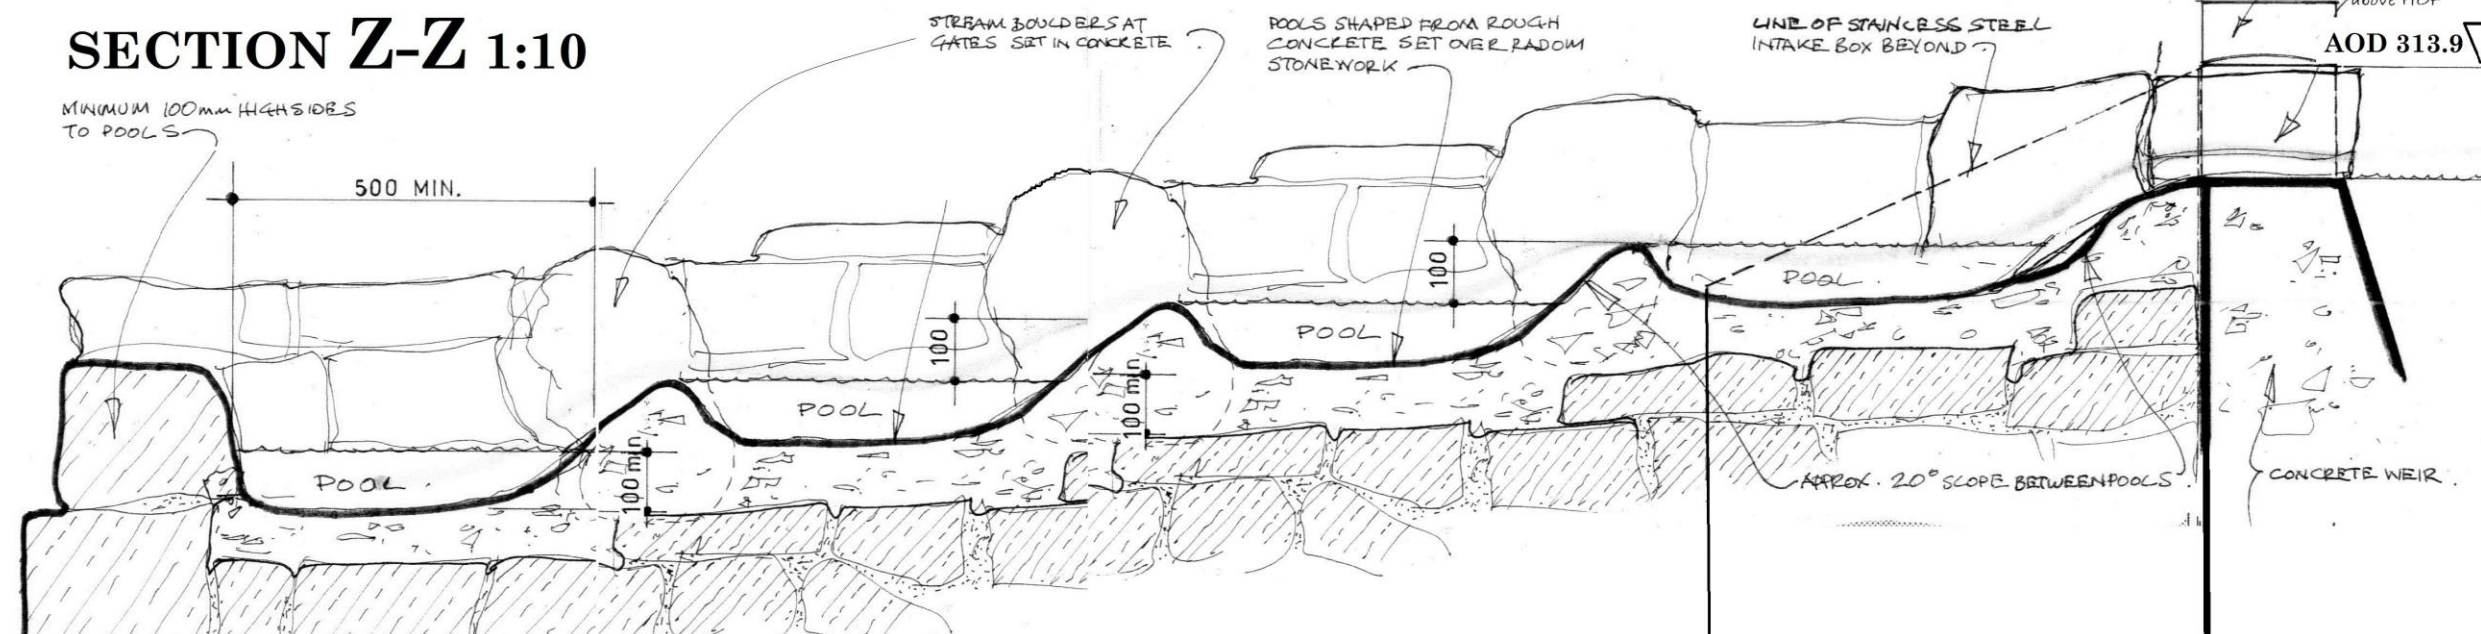 SECTION Z-Z 1:10
MINIMUM 100mm HIGH SIDES
TO POOLS
500 MIN.
STREAM BOULDERS AT
GATES SET IN CONCRETE
POOLS SHAPED FROM ROUGH
CONCRETE SET OVER RADOM
STONEWORK
LINE OF STAINLESS STEEL
INTAKE BOX BEYOND
above HOF
AOD 313.9
100
100
POOL
POOL
POOL
POOL
100 min
100 min
APPROX. 20° SLOPE BETWEEN POOLS
CONCRETE WEIR.